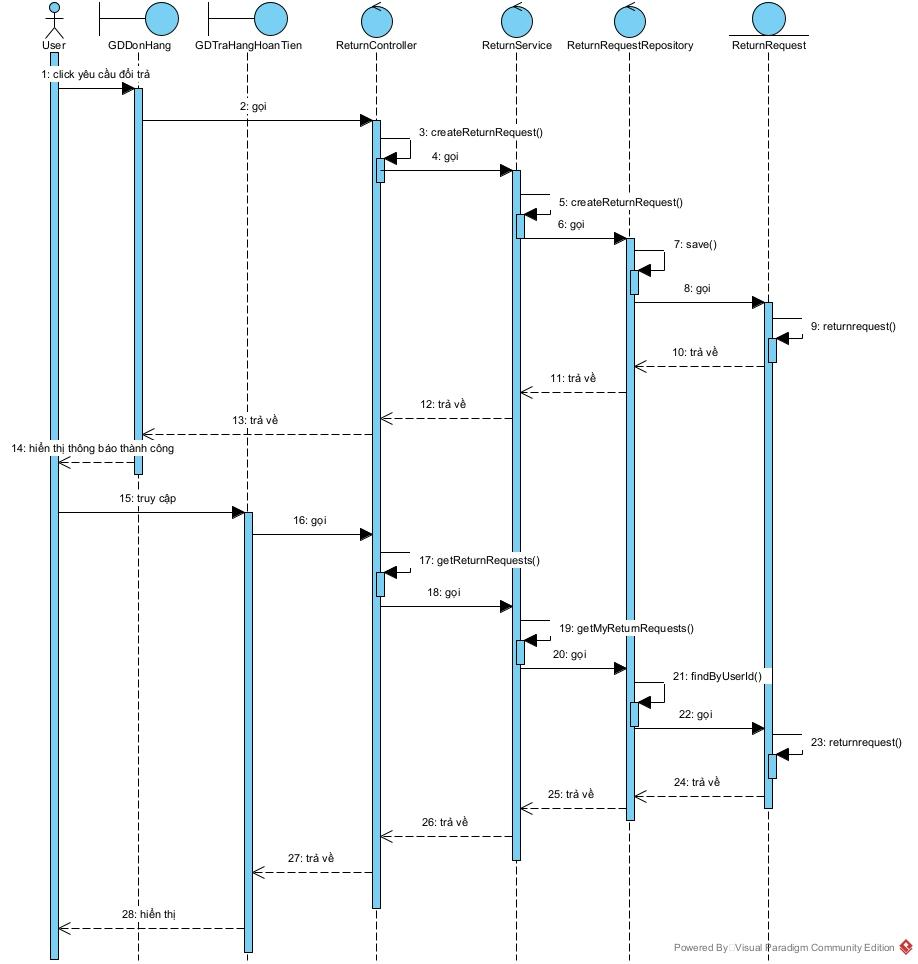 User
GDDonHang
GDTraHangHoanTien
ReturnController
ReturnService
ReturnRequestRepository
ReturnRequest
1: click yêu cầu đổi trả
2: gọi
3: createReturnRequest()
4: gọi
5: createReturnRequest()
6: gọi
7: save()
8: gọi
9: returnrequest()
10: trả về
11: trả về
12: trả về
13: trả về
14: hiển thị thông báo thành công
15: truy cập
16: gọi
17: getReturnRequests()
18: gọi
19: getMyReturnRequests()
20: gọi
21: findByUserId()
22: gọi
23: returnrequest()
24: trả về
25: trả về
26: trả về
27: trả về
28: hiển thị
Powered By Visual Paradigm Community Edition